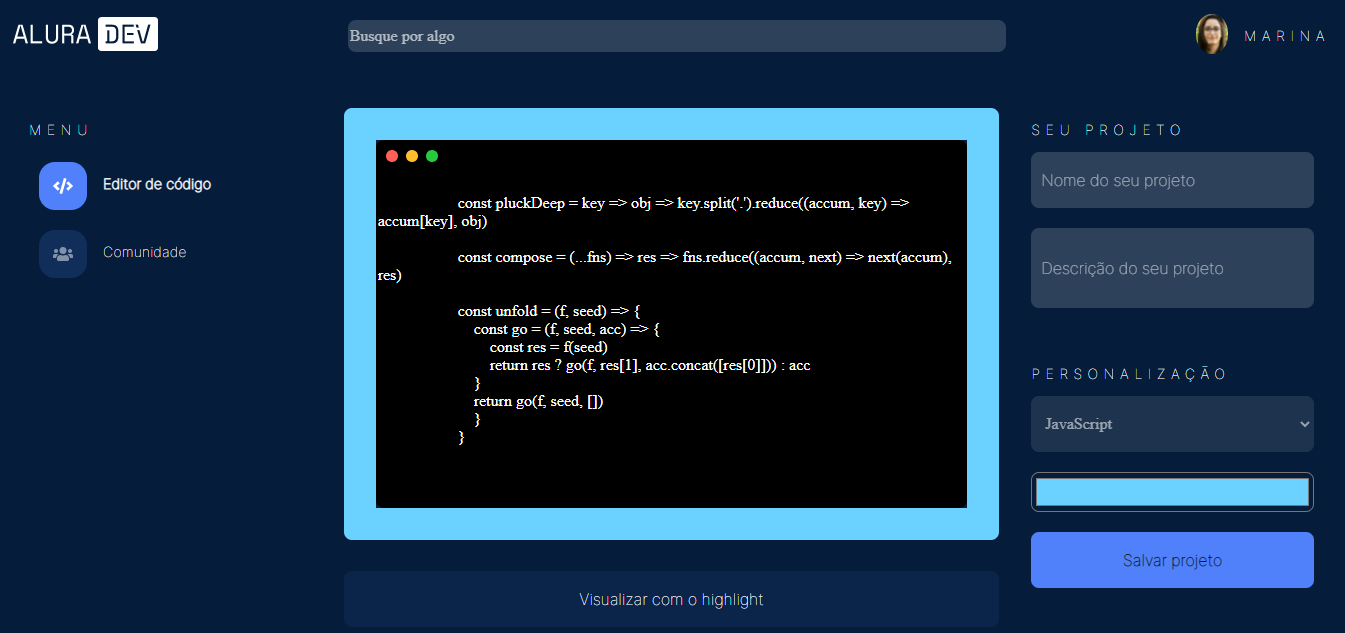 ALURA DEV
Busque por algo
MARINA
MENU
Editor de código
Comunidade
const pluckDeep = key => obj => key.split('.').reduce((accum, key) =>
accum[key], obj)
const compose = (...fns) => res => fns.reduce((accum, next) => next(accum),
res)
const unfold = (f, seed) => {
const go = (f, seed, acc) => {
const res = f(seed)
return res ? go(f, res[1], acc.concat([res[0]])) : acc
}
return go(f, seed, [])
}
}
Visualizar com o highlight
SEU PROJETO
Nome do seu projeto
Descrição do seu projeto
PERSONALIZAÇÃO
JavaScript
Salvar projeto